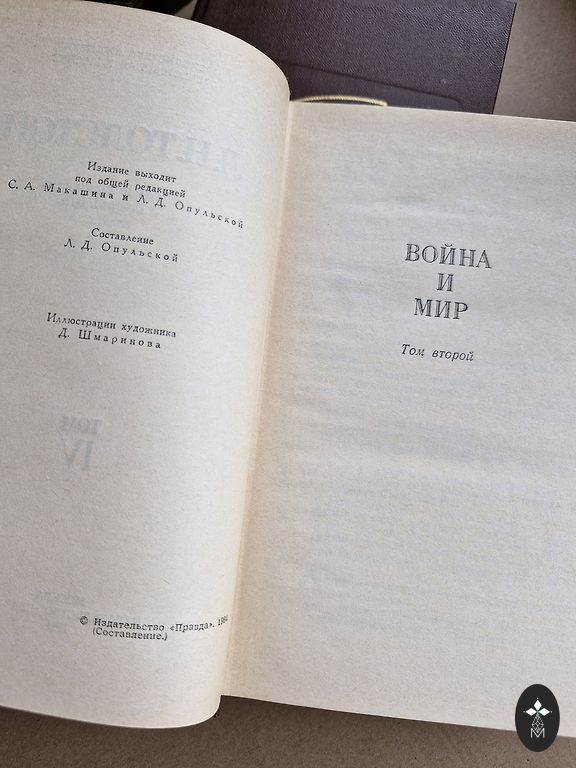 Издание выходит
под общей редакцией
С. А. Макашина и Л. Д. Опульской
Составление
Л. Д. Опульской
Иллюстрации художника
Д. Шмаринова
© Издательство «Правда». 1984
(Составление.)
ВОЙНА
И
МИР
Том второй
М